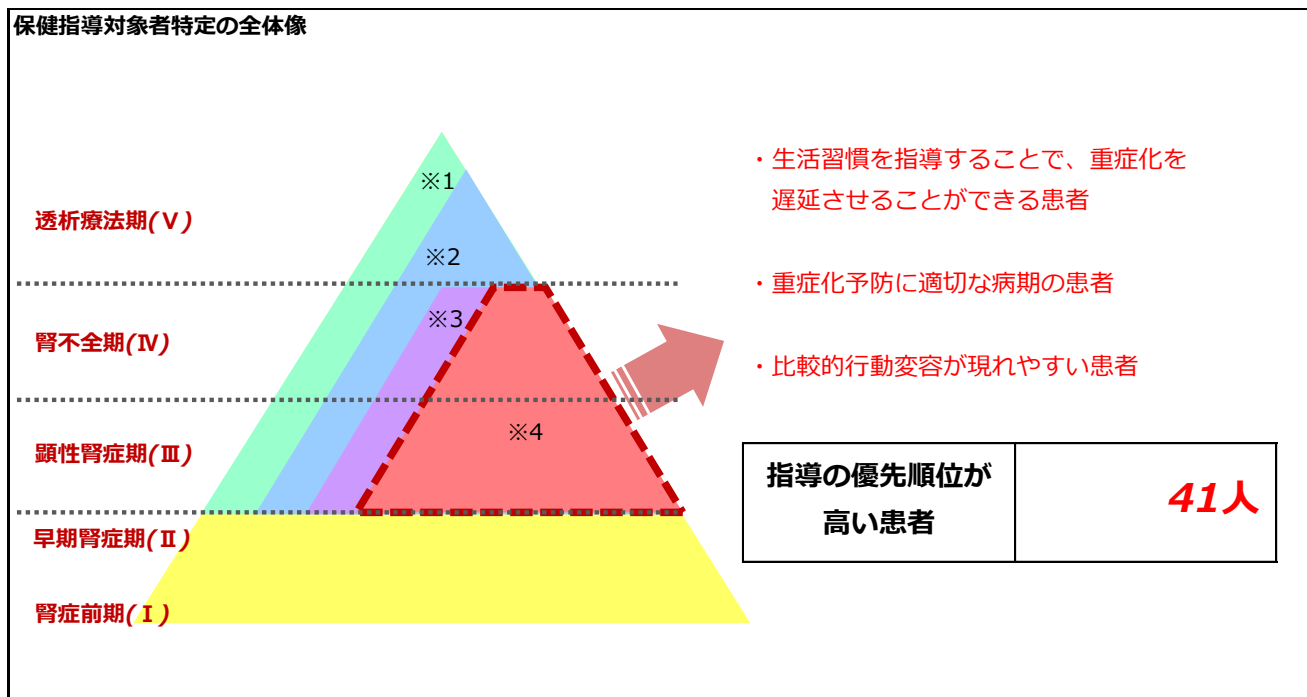 保健指導対象者特定の全体像
※1
※2
※3
※4
透析療法期(Ⅴ)
腎不全期(Ⅳ)
顕性腎症期(Ⅲ)
早期腎症期(Ⅱ)
腎症前期(Ⅰ)
・生活習慣を指導することで、重症化を
遅延させることができる患者
・重症化予防に適切な病期の患者
・比較的行動変容が現れやすい患者
指導の優先順位が
高い患者
41人